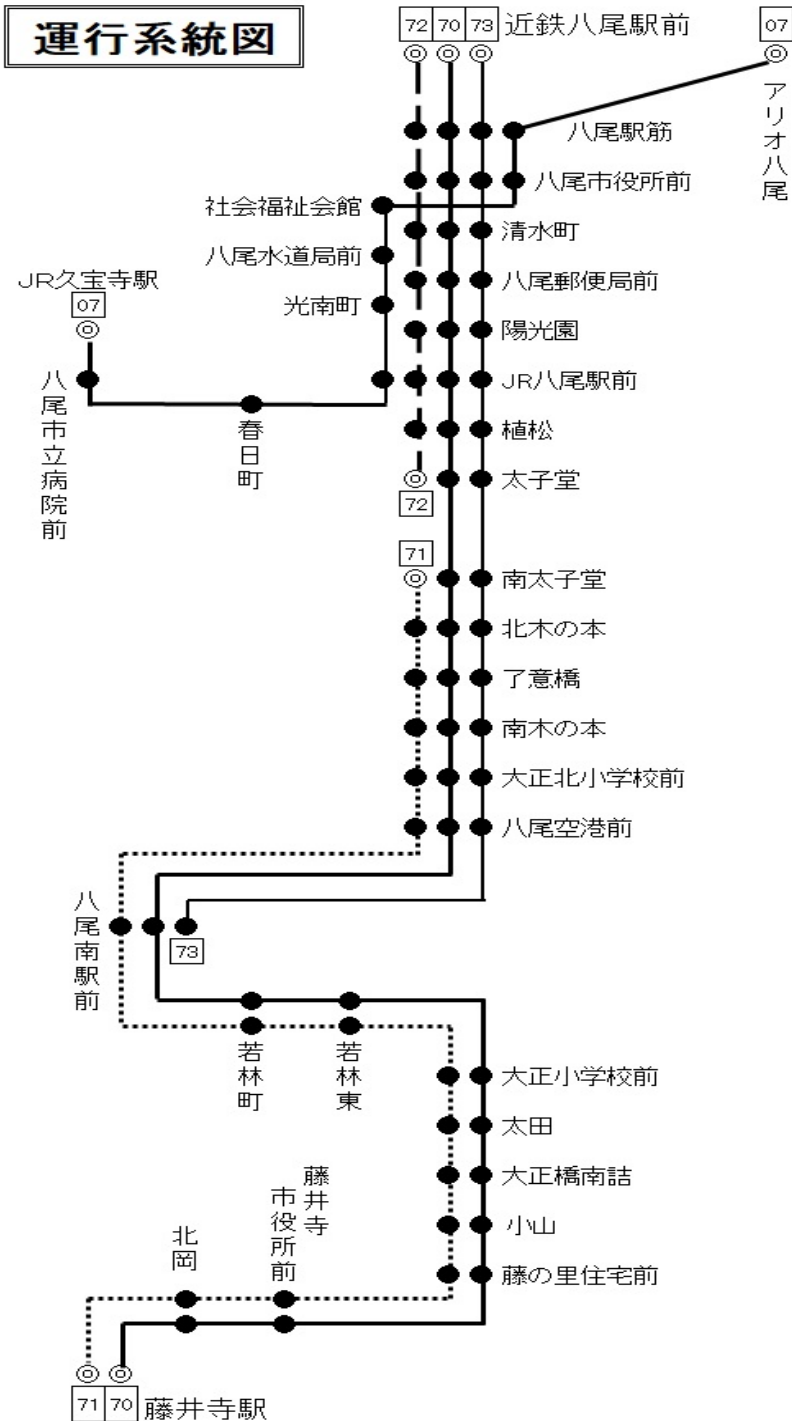 運行系統図
72 70 73 近鉄八尾駅前
07
アリオ八尾
八尾駅筋
八尾市役所前
社会福祉会館
清水町
八尾水道局前
八尾郵便局前
JR久宝寺駅
07
光南町
陽光園
八尾市立病院前
JR八尾駅前
春日町
植松
太子堂
72
71
南太子堂
北木の本
了意橋
南木の本
大正北小学校前
八尾空港前
八尾南駅前
73
若林町
若林東
大正小学校前
太田
大正橋南詰
小山
藤の里住宅前
北岡
藤井寺
市役所前
71 70 藤井寺駅